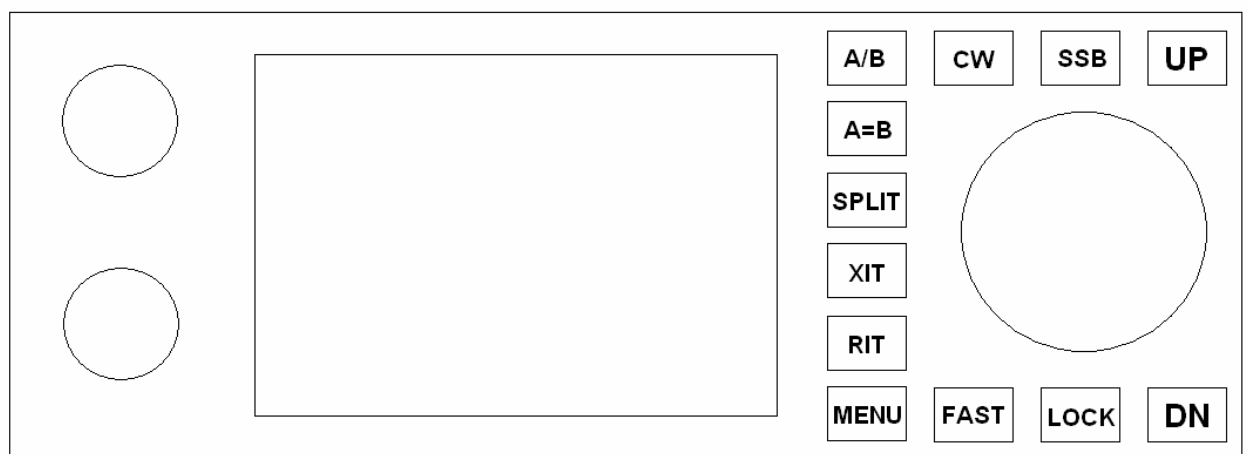 A/B CW SSB UP
A=B
SPLIT
XIT
RIT
MENU FAST LOCK DN